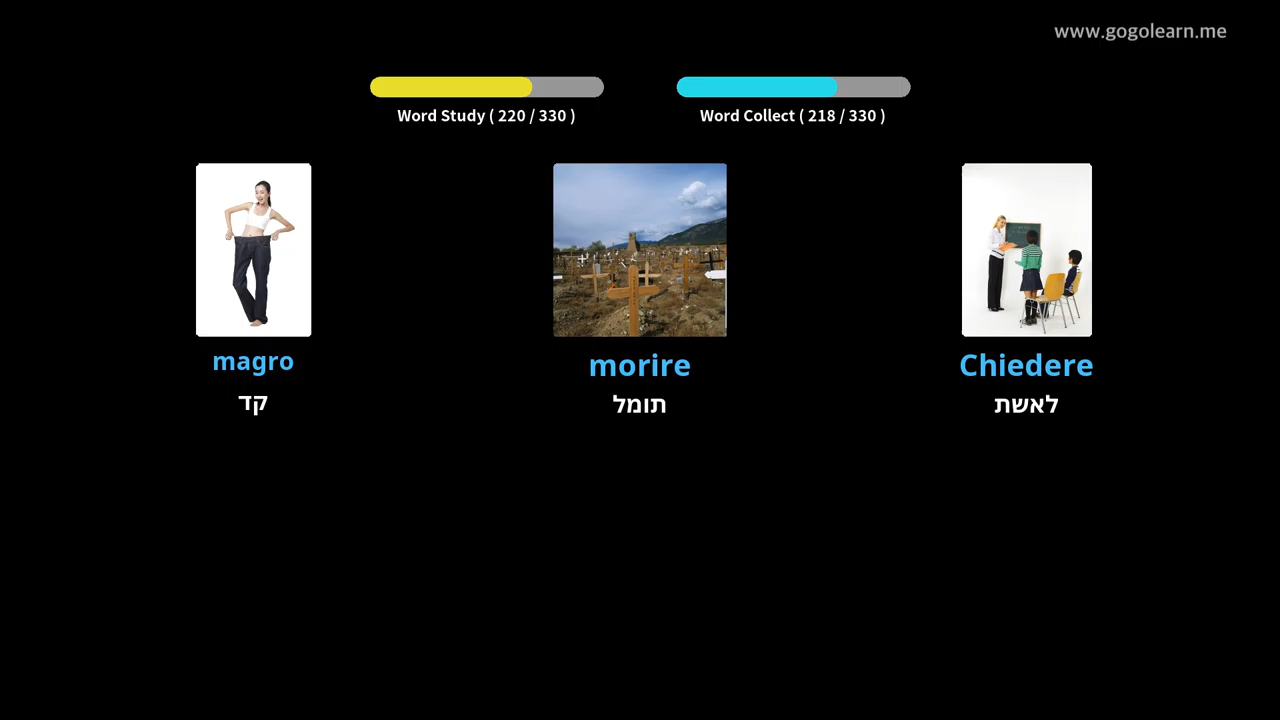 www.gogolearn.me
Word Study ( 220 / 330 )
Word Collect ( 218 / 330 )
magro
קד
morire
תומל
Chiedere
לאשת